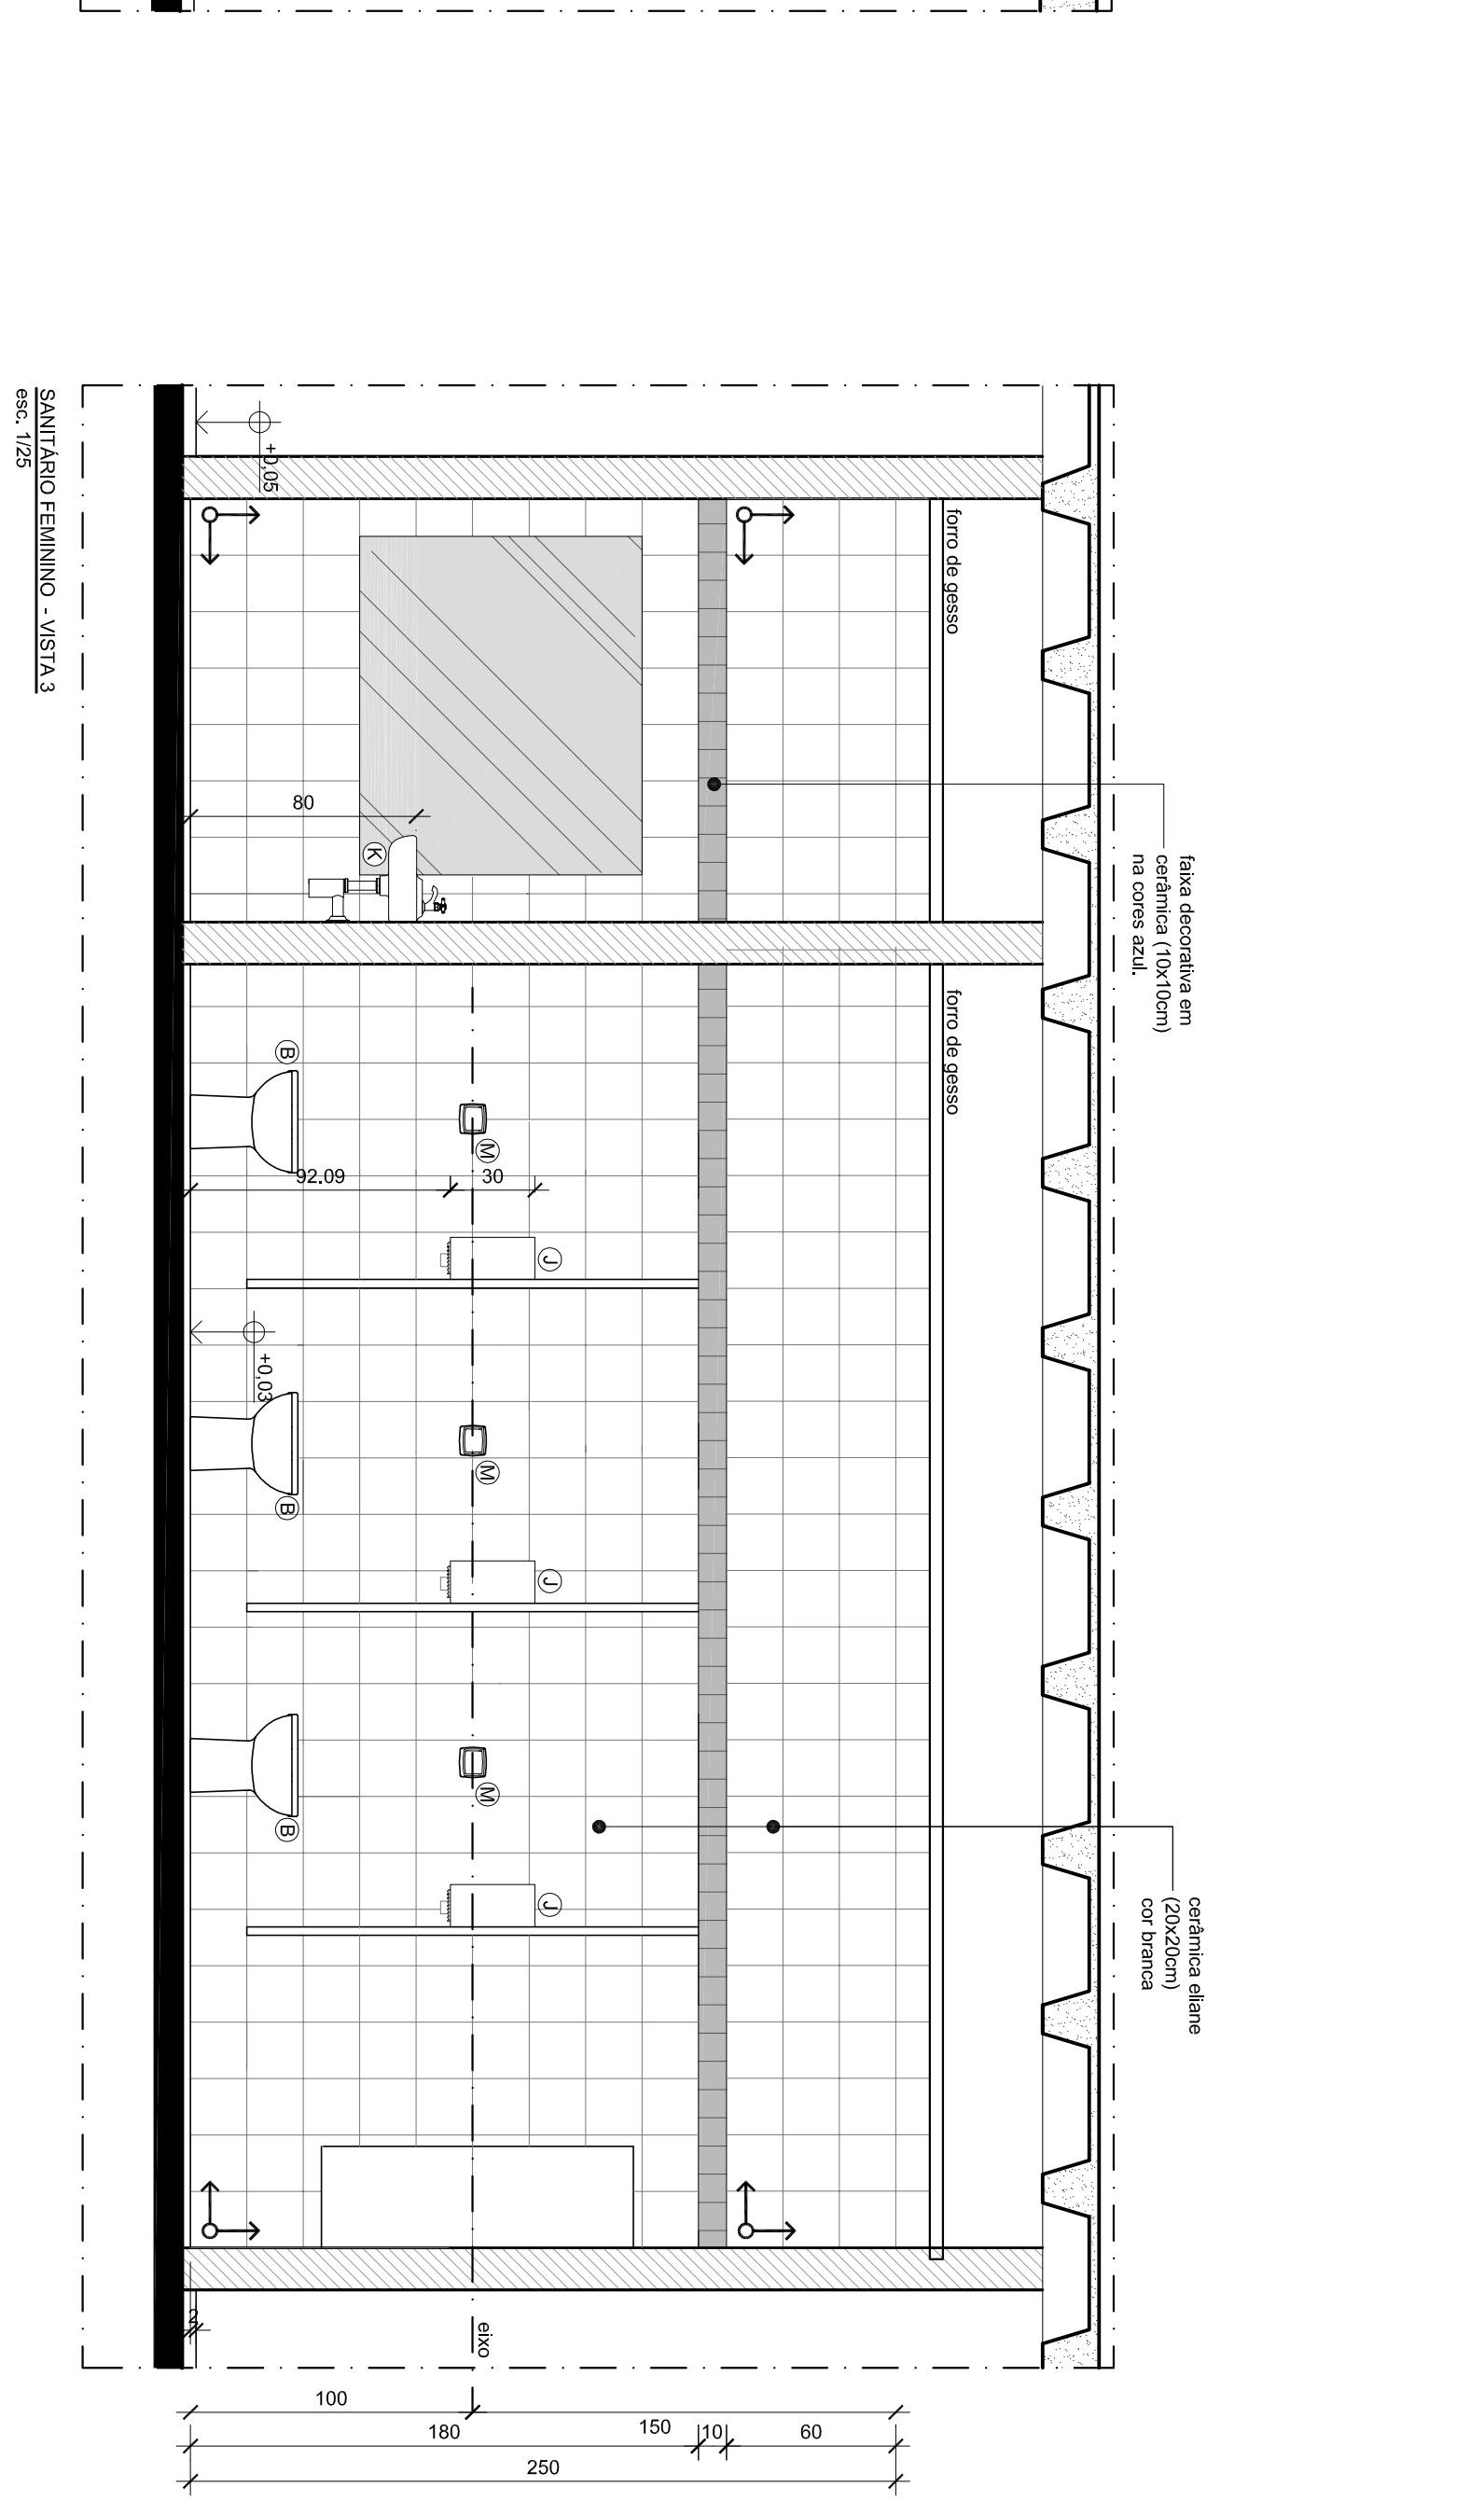 faixa decorativa em
cerâmica (10x10cm)
na cores azul.
cerâmica eliane
(20x20cm)
cor branca
forro de gesso
forro de gesso
+0,05
80
K
B
M
92.09
30
J
+0,03
B
M
J
B
M
J
2
eixo
100
150
180
10
60
250
SANITÁRIO FEMININO - VISTA 3
esc. 1/25